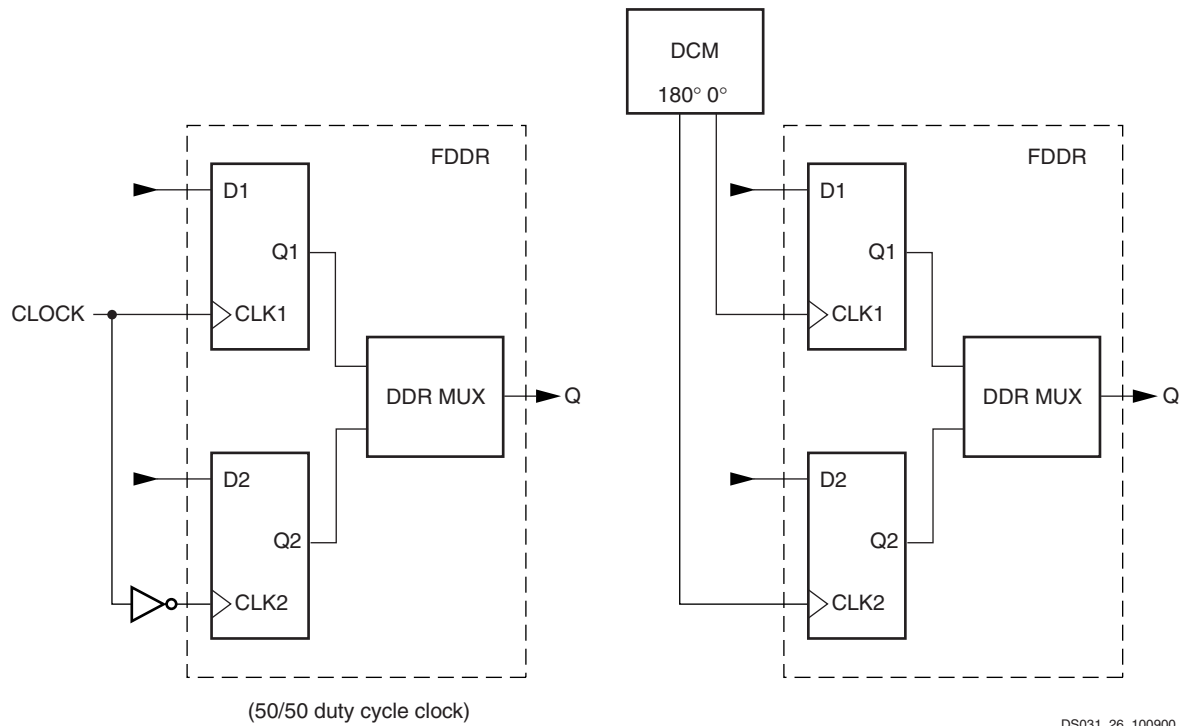 DCM
180° 0°
FDDR
D1
Q1
CLOCK
CLK1
DDR MUX
Q
D2
Q2
CLK2
(50/50 duty cycle clock)
FDDR
D1
Q1
CLK1
DDR MUX
Q
D2
Q2
CLK2
DS031_26_100900